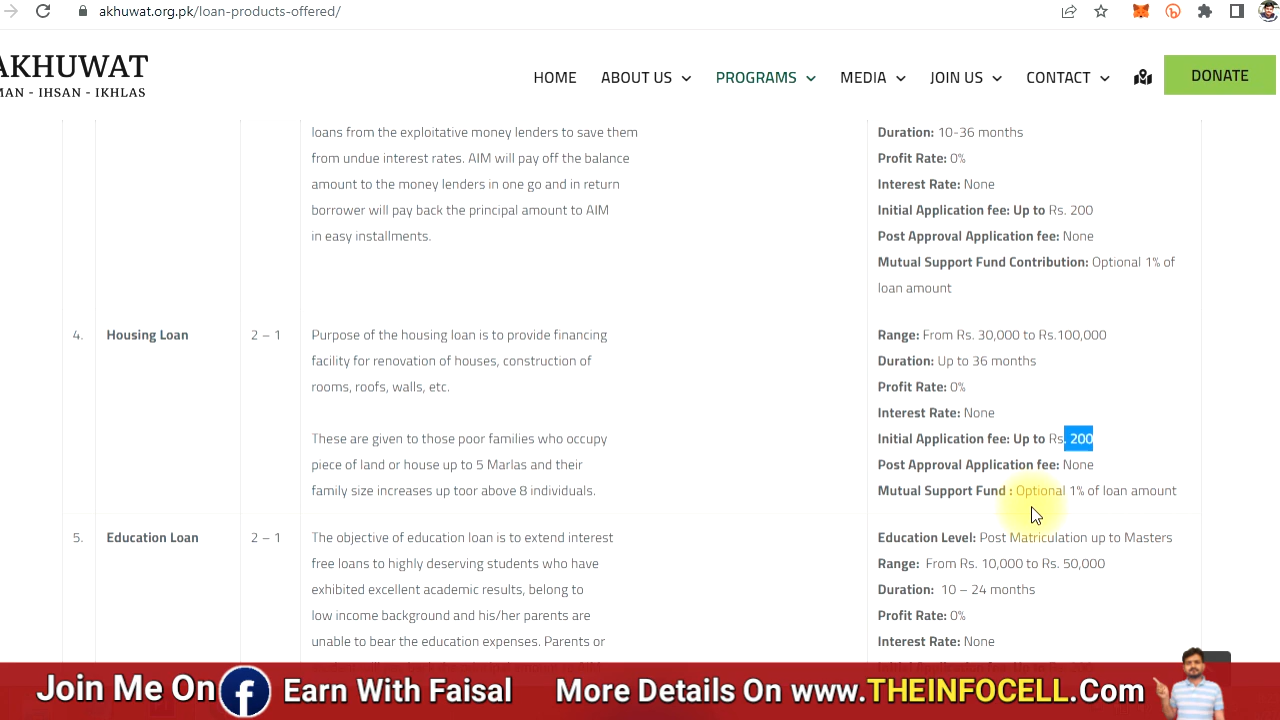 akhuwat.org.pk/loan-products-offered/
AKHUWAT
MAN - IHSAN - IKHLAS
HOME ABOUT US PROGRAMS MEDIA JOIN US CONTACT DONATE
loans from the exploitative money lenders to save them
from undue interest rates. AIM will pay off the balance
amount to the money lenders in one go and in return
borrower will pay back the principal amount to AIM
in easy installments.
Duration: 10-36 months
Profit Rate: 0%
Interest Rate: None
Initial Application fee: Up to Rs. 200
Post Approval Application fee: None
Mutual Support Fund Contribution: Optional 1% of
loan amount
4. Housing Loan 2 – 1
Purpose of the housing loan is to provide financing
facility for renovation of houses, construction of
rooms, roofs, walls, etc.
These are given to those poor families who occupy
piece of land or house up to 5 Marlas and their
family size increases up toor above 8 individuals.
Range: From Rs. 30,000 to Rs.100,000
Duration: Up to 36 months
Profit Rate: 0%
Interest Rate: None
Initial Application fee: Up to Rs. 200
Post Approval Application fee: None
Mutual Support Fund : Optional 1% of loan amount
5. Education Loan 2 – 1
The objective of education loan is to extend interest
free loans to highly deserving students who have
exhibited excellent academic results, belong to
low income background and his/her parents are
unable to bear the education expenses. Parents or
Education Level: Post Matriculation up to Masters
Range: From Rs. 10,000 to Rs. 50,000
Duration: 10 – 24 months
Profit Rate: 0%
Interest Rate: None
Join Me On f Earn With Faisal More Details On www.THEINFOCELL.Com